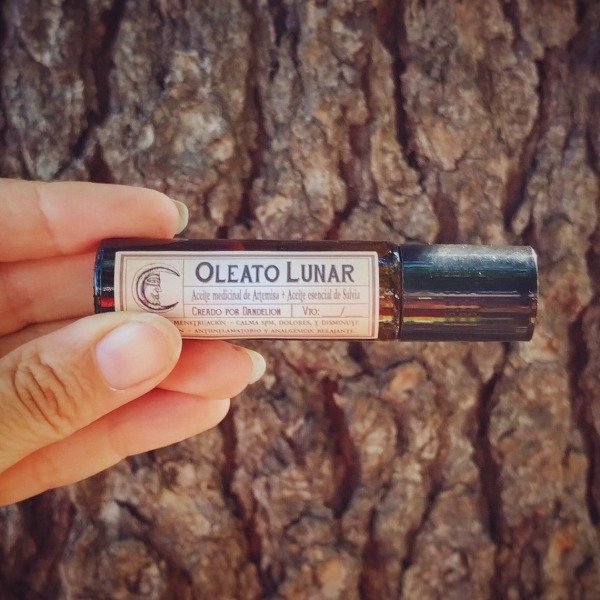 OLEATO LUNAR
Aceite medicinal de Artemisa + Aceite esencial de Salvia
CREADO POR DANDELION VTO: /
MENSTRUACIÓN - CALMA SPM, DOLORES, Y DISMINUYE
- ANTIINFLAMATORIO Y ANALGÉSICO. RELAJANTE.